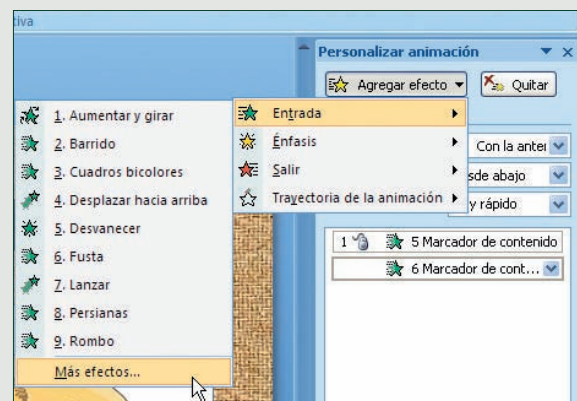 tiva
Personalizar animación
Agregar efecto
Quitar
Entrada
Énfasis
Salir
Trayectoria de la animación
1. Aumentar y girar
2. Barrido
3. Cuadros bicolores
4. Desplazar hacia arriba
5. Desvanecer
6. Fusta
7. Lanzar
8. Persianas
9. Rombo
Más efectos...
Con la anter
sde abajo
y rápido
1 5 Marcador de contenido
6 Marcador de cont...